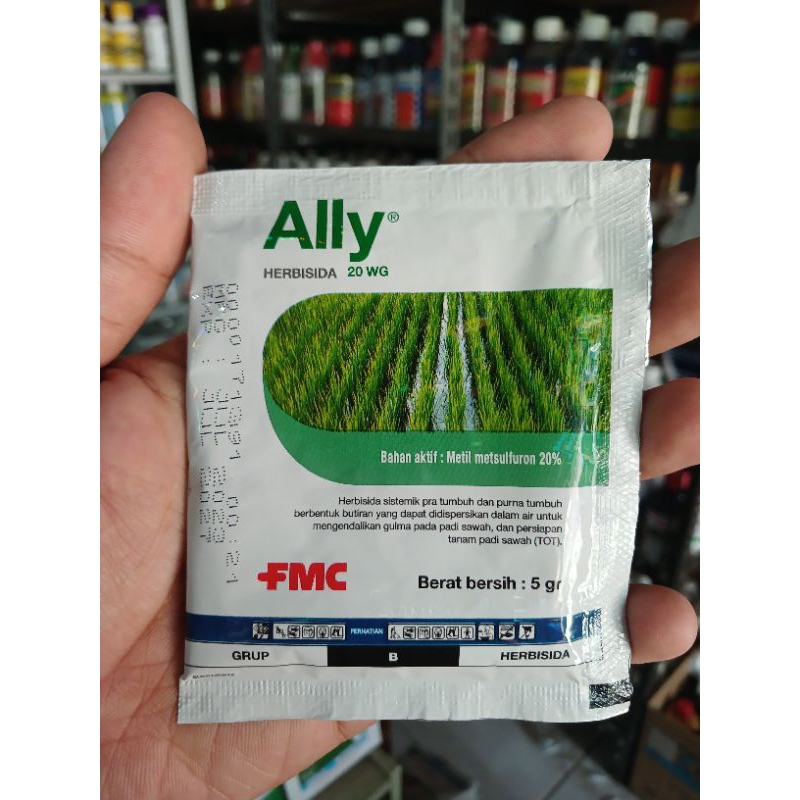 Ally®
HERBISIDA 20 WG
Bahan aktif : Metil metsulfuron 20%
Herbisida sistemik pra tumbuh dan purna tumbuh
berbentuk butiran yang dapat didispersikan dalam air untuk
mengendalikan gulma pada padi sawah, dan persiapan
tanam padi sawah (TOT).
FMC
Berat bersih : 5 gr
PERHATIAN
GRUP B HERBISIDA